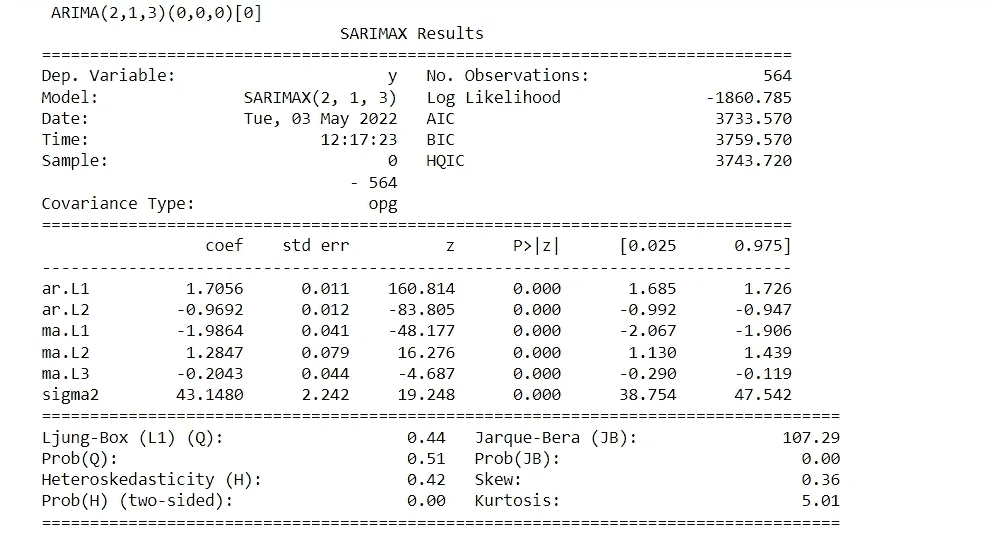 ARIMA(2,1,3)(0,0,0)[0]
SARIMAX Results
==============================================================================
Dep. Variable: y No. Observations: 564
Model: SARIMAX(2, 1, 3) Log Likelihood -1860.785
Date: Tue, 03 May 2022 AIC 3733.570
Time: 12:17:23 BIC 3759.570
Sample: 0 HQIC 3743.720
- 564
Covariance Type: opg
==============================================================================
coef std err z P>|z| [0.025 0.975]
------------------------------------------------------------------------------
ar.L1 1.7056 0.011 160.814 0.000 1.685 1.726
ar.L2 -0.9692 0.012 -83.805 0.000 -0.992 -0.947
ma.L1 -1.9864 0.041 -48.177 0.000 -2.067 -1.906
ma.L2 1.2847 0.079 16.276 0.000 1.130 1.439
ma.L3 -0.2043 0.044 -4.687 0.000 -0.290 -0.119
sigma2 43.1480 2.242 19.248 0.000 38.754 47.542
===================================================================================
Ljung-Box (L1) (Q): 0.44 Jarque-Bera (JB): 107.29
Prob(Q): 0.51 Prob(JB): 0.00
Heteroskedasticity (H): 0.42 Skew: 0.36
Prob(H) (two-sided): 0.00 Kurtosis: 5.01
===================================================================================